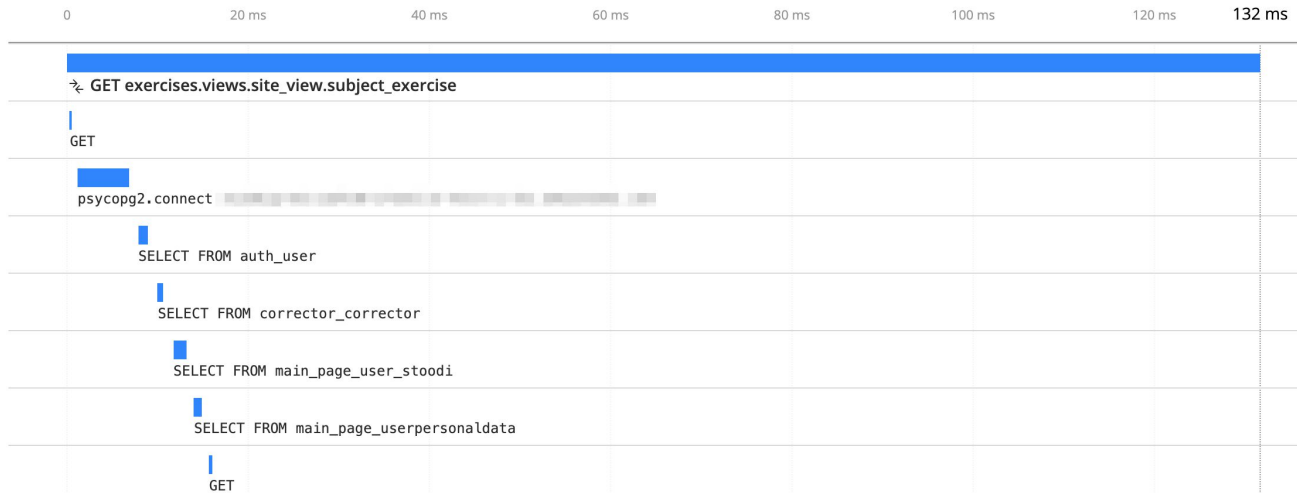 0 20 ms 40 ms 60 ms 80 ms 100 ms 120 ms 132 ms
GET exercises.views.site_view.subject_exercise
GET
psycopg2.connect
SELECT FROM auth_user
SELECT FROM corrector_corrector
SELECT FROM main_page_user_stoodi
SELECT FROM main_page_userpersonaldata
GET